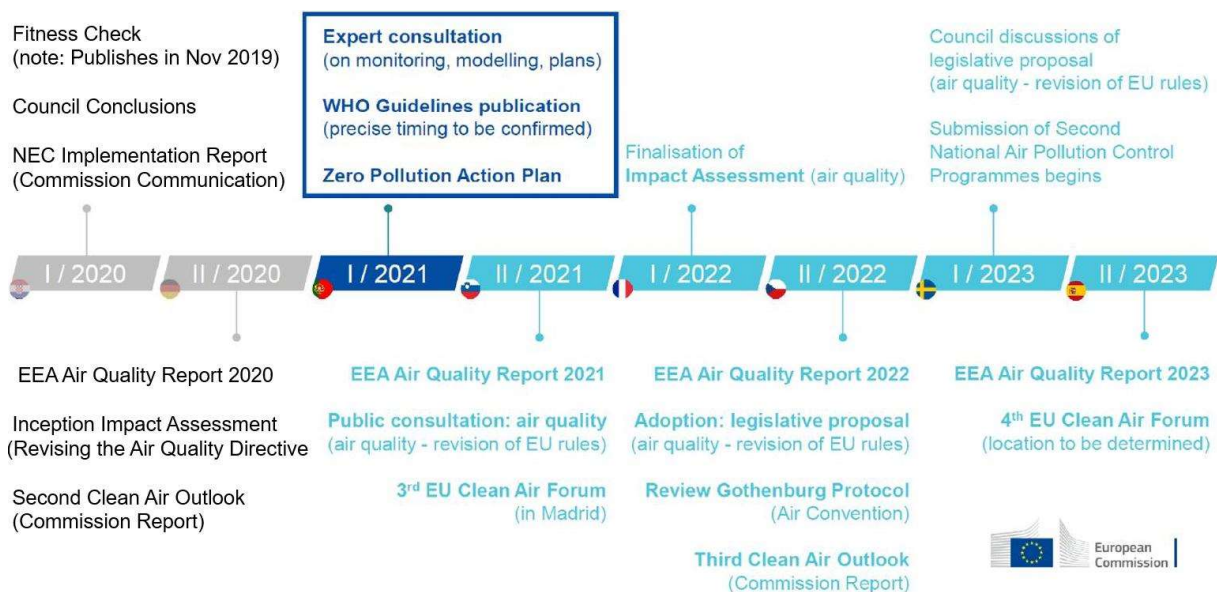 Fitness Check
(note: Publishes in Nov 2019)
Council Conclusions
NEC Implementation Report
(Commission Communication)
Expert consultation
(on monitoring, modelling, plans)
WHO Guidelines publication
(precise timing to be confirmed)
Zero Pollution Action Plan
Finalisation of
Impact Assessment (air quality)
Council discussions of
legislative proposal
(air quality - revision of EU rules)
Submission of Second
National Air Pollution Control
Programmes begins
I / 2020
II / 2020
I / 2021
II / 2021
I / 2022
II / 2022
I / 2023
II / 2023
EEA Air Quality Report 2020
Inception Impact Assessment
(Revising the Air Quality Directive
Second Clean Air Outlook
(Commission Report)
EEA Air Quality Report 2021
Public consultation: air quality
(air quality - revision of EU rules)
3rd EU Clean Air Forum
(in Madrid)
EEA Air Quality Report 2022
Adoption: legislative proposal
(air quality - revision of EU rules)
Review Gothenburg Protocol
(Air Convention)
Third Clean Air Outlook
(Commission Report)
EEA Air Quality Report 2023
4th EU Clean Air Forum
(location to be determined)
European
Commission